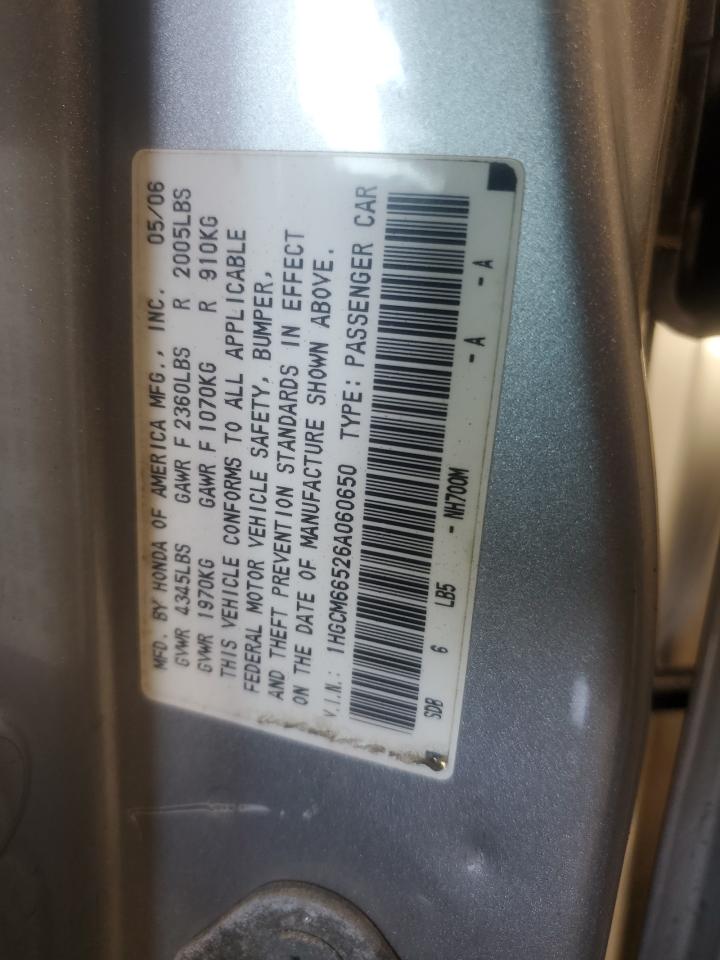 MFD. BY HONDA OF AMERICA MFG., INC. 05/06
GVWR 4345LBS GAWR F 2360LBS R 2005LBS
GVWR 1970KG GAWR F 1070KG R 910KG
THIS VEHICLE CONFORMS TO ALL APPLICABLE
FEDERAL MOTOR VEHICLE SAFETY, BUMPER,
AND THEFT PREVENTION STANDARDS IN EFFECT
ON THE DATE OF MANUFACTURE SHOWN ABOVE.
V.I.N.: 1HGCM66526A060650 TYPE: PASSENGER CAR
SDB 6 LB5 - NH700M - A - A